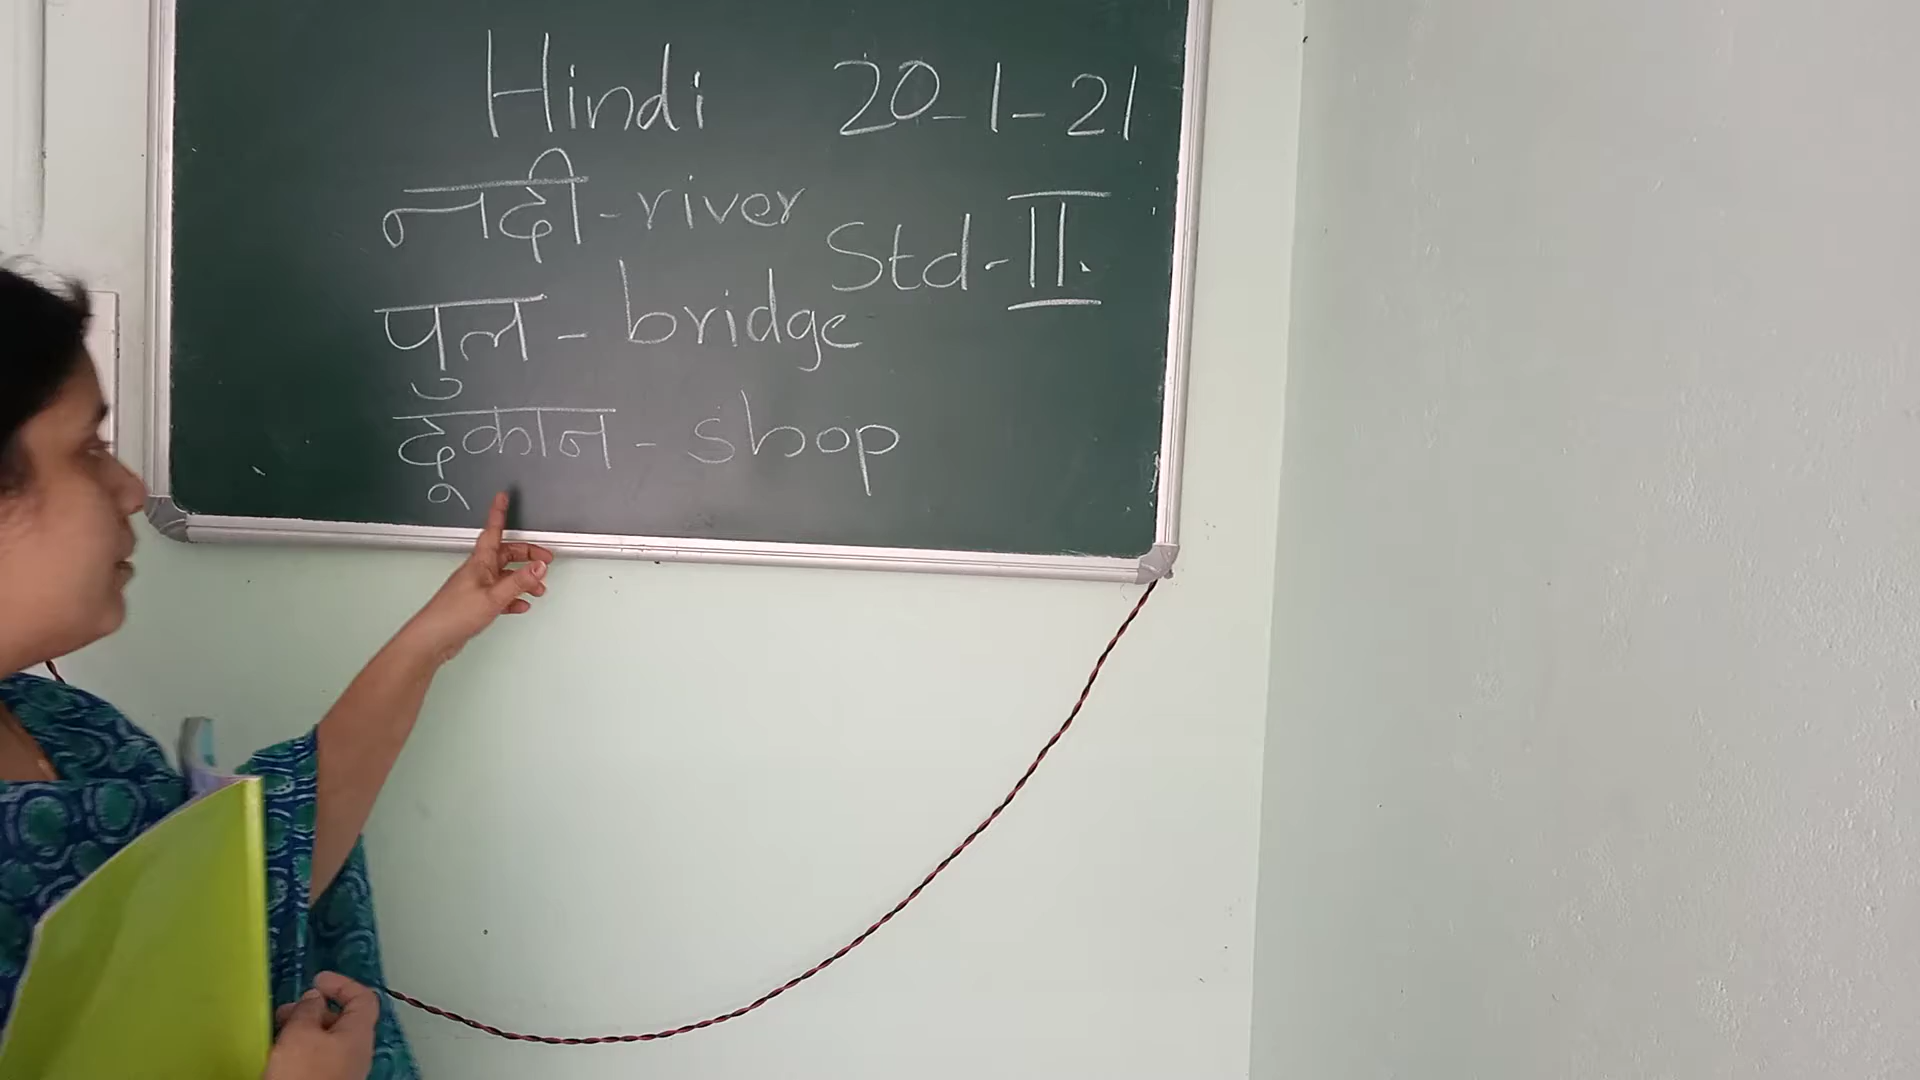 Hindi 20-1-21
नदी - river
Std - II.
पुल - bridge
दूकान - shop